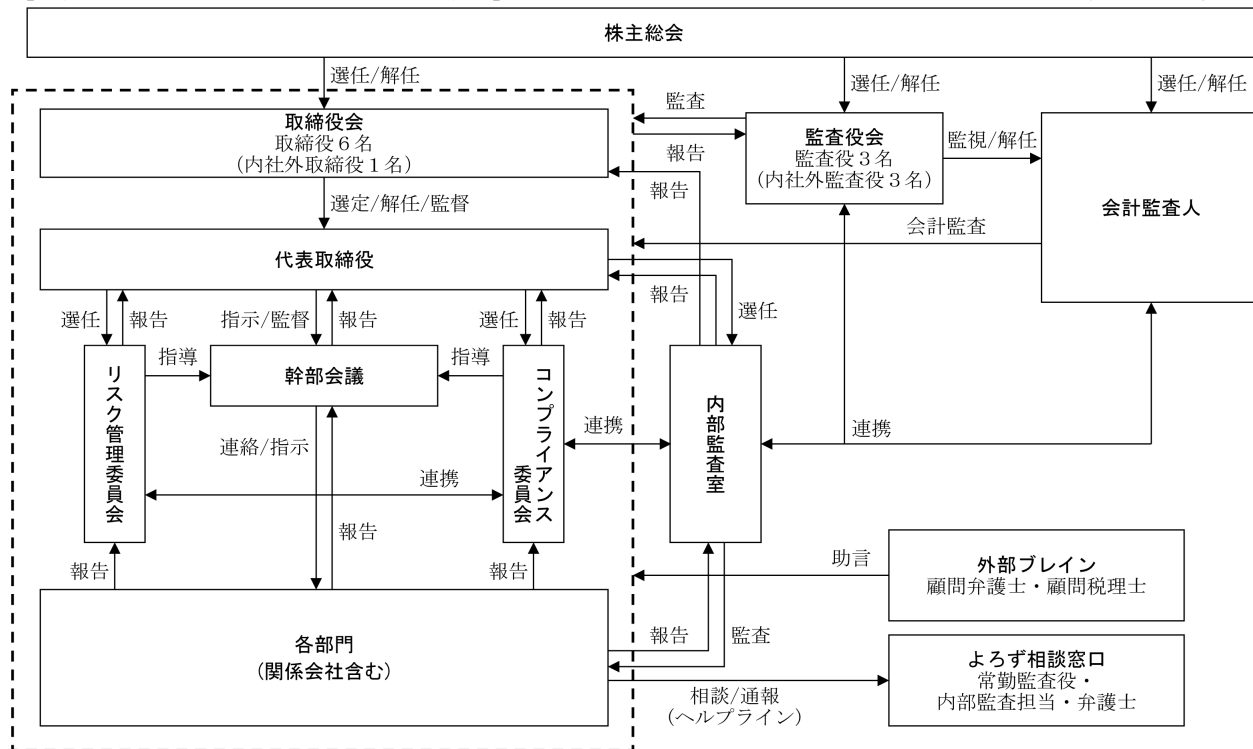 株主総会
選任/解任
選任/解任
選任/解任
取締役会
取締役６名
(内社外取締役１名)
監査
報告
監査役会
監査役３名
(内社外監査役３名)
監視/解任
会計監査人
報告
選定/解任/監督
会計監査
代表取締役
報告
選任
選任
報告
指示/監督
報告
選任
報告
リスク管理委員会
指導
幹部会議
指導
コンプライアンス
委員会
連携
内部監査室
連携
連絡/指示
連携
報告
報告
報告
助言
外部ブレイン
顧問弁護士・顧問税理士
各部門
(関係会社含む)
報告
監査
相談/通報
(ヘルプライン)
よろず相談窓口
常勤監査役・
内部監査担当・弁護士